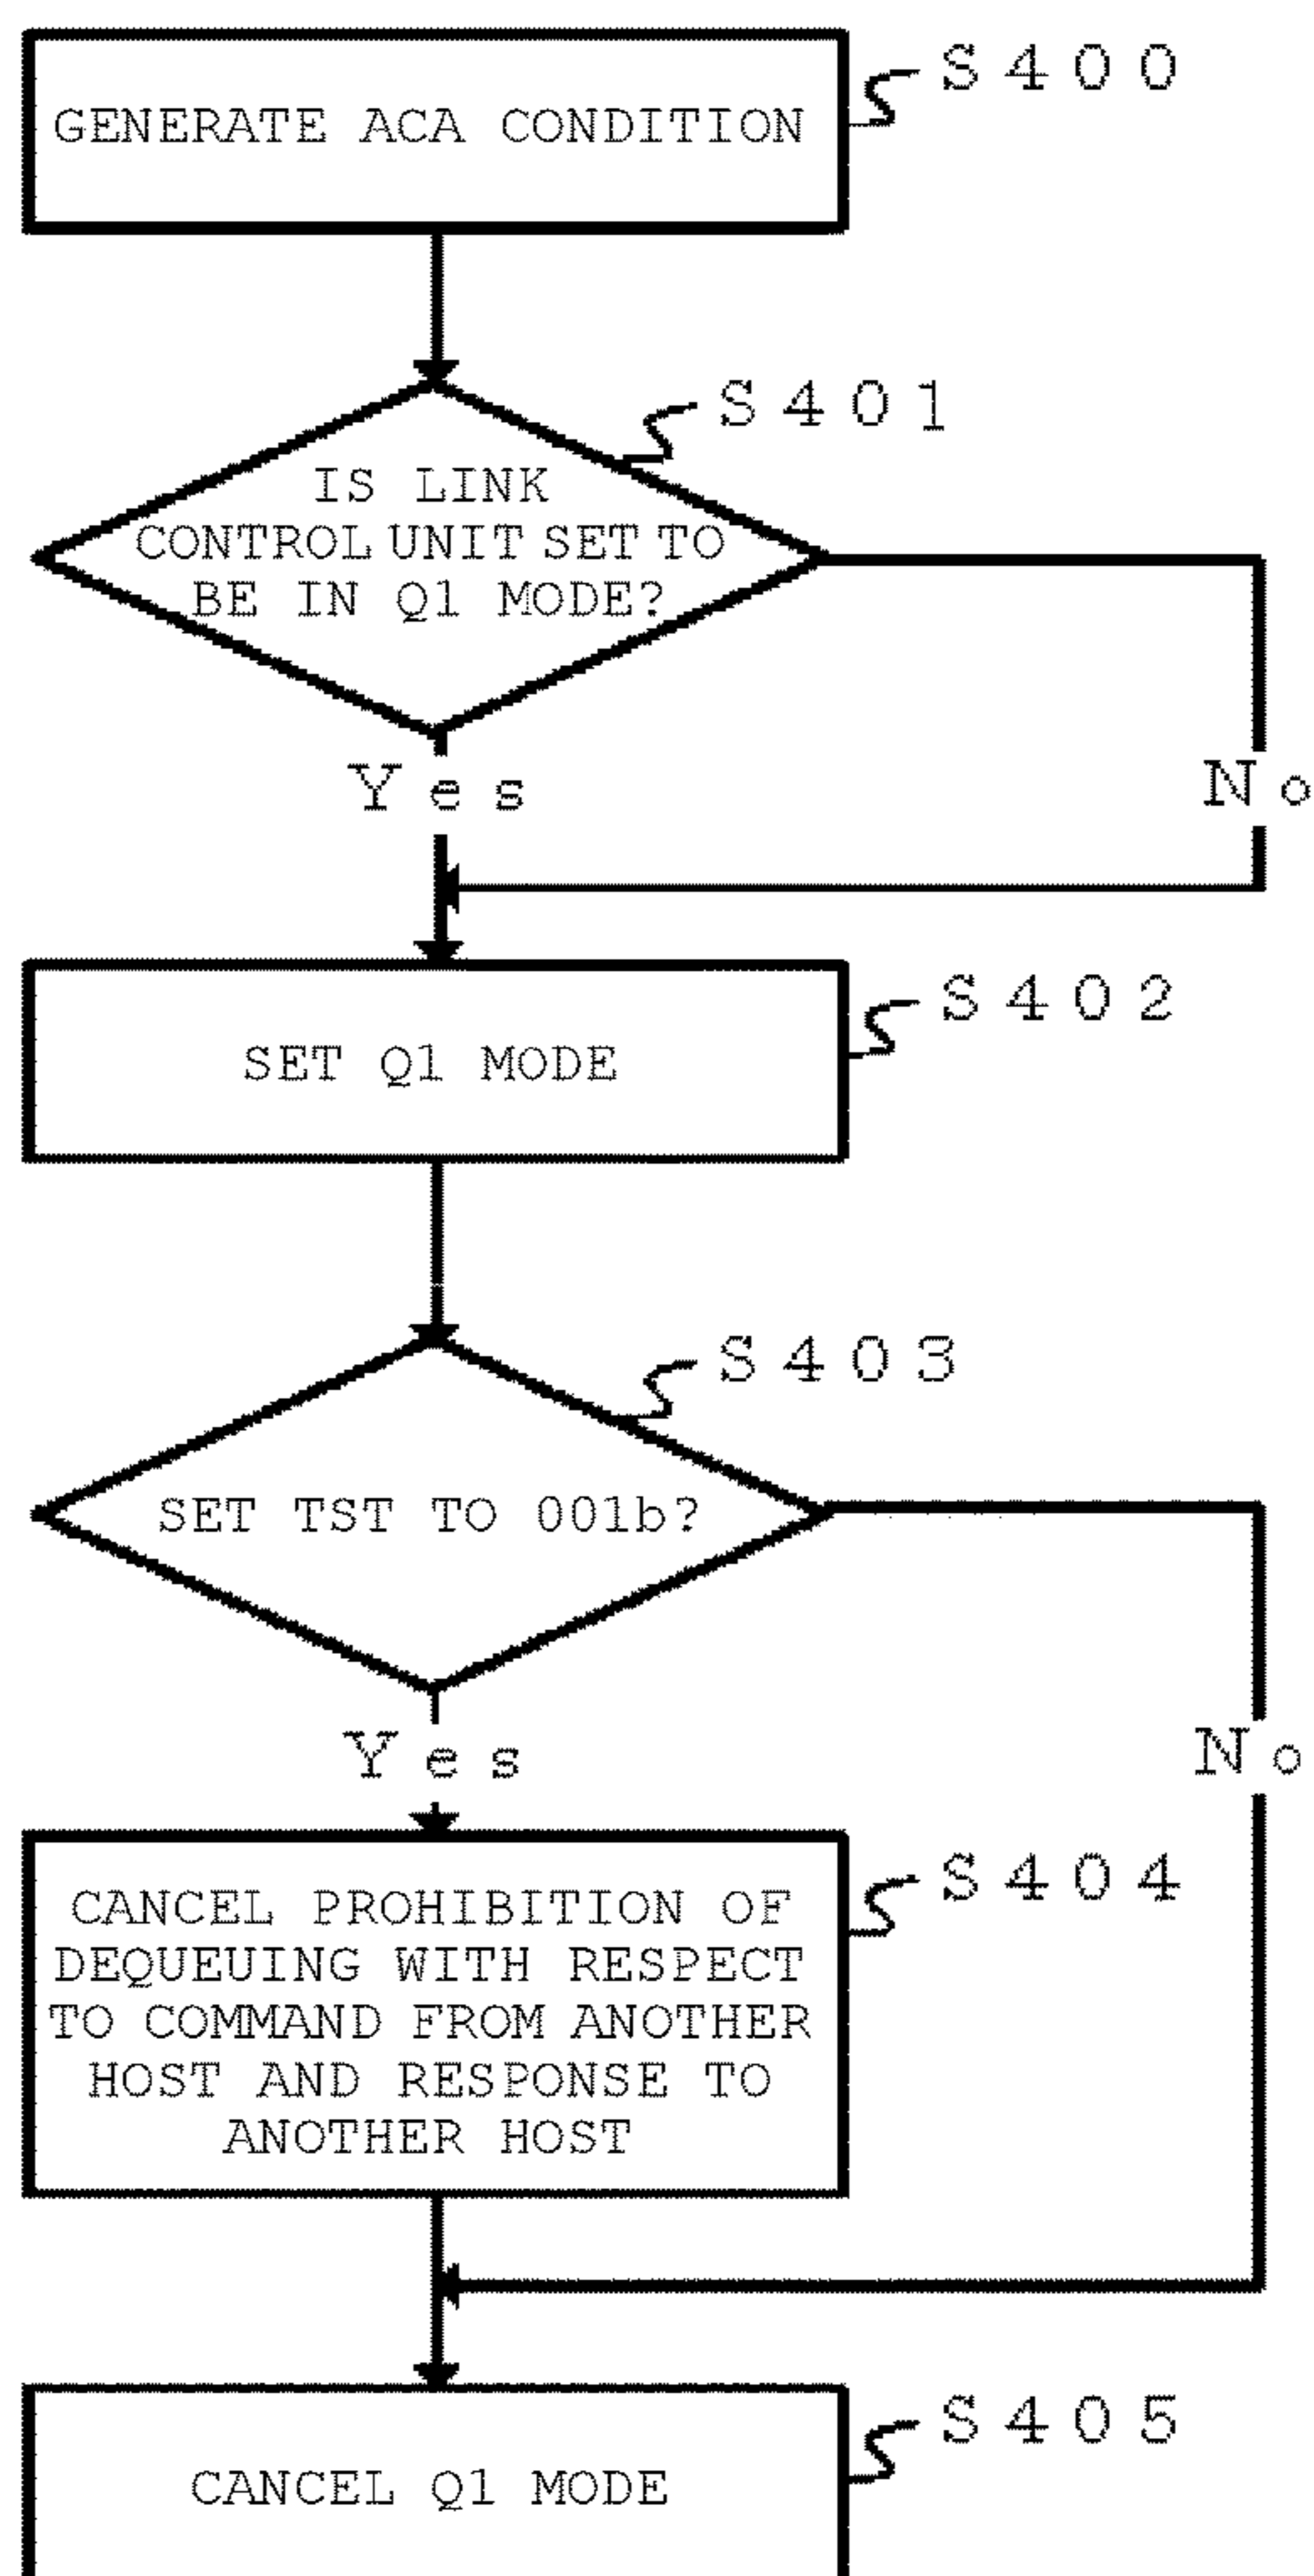 GENERATE ACA CONDITION
S400
S401
IS LINK
CONTROL UNIT SET TO
BE IN Q1 MODE?
Yes
No
S402
SET Q1 MODE
S403
SET TST TO 001b?
Yes
No
S404
CANCEL PROHIBITION OF
DEQUEUING WITH RESPECT
TO COMMAND FROM ANOTHER
HOST AND RESPONSE TO
ANOTHER HOST
S405
CANCEL Q1 MODE